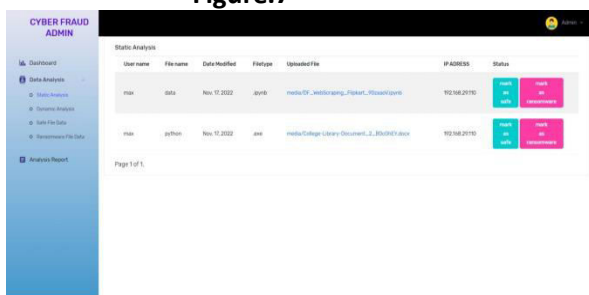 Figure.7
CYBER FRAUD
ADMIN
Admin
Dashboard
Data Analysis
Static Analysis
Dynamic Analysis
Safe File Data
Ransomware File Data
Analysis Report
Static Analysis
User name File name Date Modified Filetype Uploaded File IP ADRESS Status
max data Nov. 17, 2022 .ipynb 192.168.29.110 mark as safe mark as ransomware
max python Nov. 17, 2022 .exe 192.168.29.110 mark as safe mark as ransomware
Page 1 of 1.